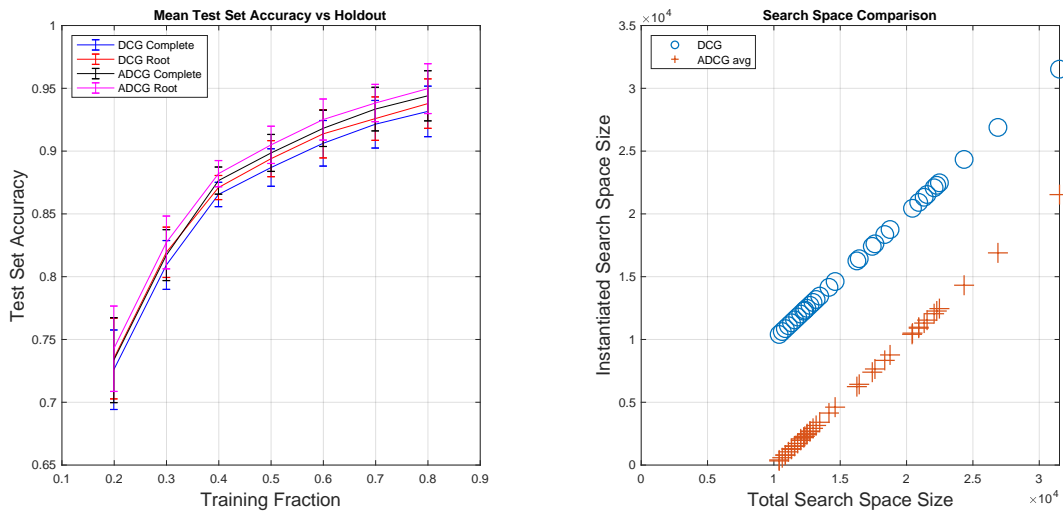 Mean Test Set Accuracy vs Holdout
1
0.95
0.9
0.85
0.8
0.75
0.7
0.65
Test Set Accuracy
DCG Complete
DCG Root
ADCG Complete
ADCG Root
0.1 0.2 0.3 0.4 0.5 0.6 0.7 0.8 0.9
Training Fraction
Search Space Comparison
×10⁴
3.5
3
2.5
2
1.5
1
0.5
0
Instantiated Search Space Size
DCG
ADCG avg
0 0.5 1 1.5 2 2.5 3
×10⁴
Total Search Space Size